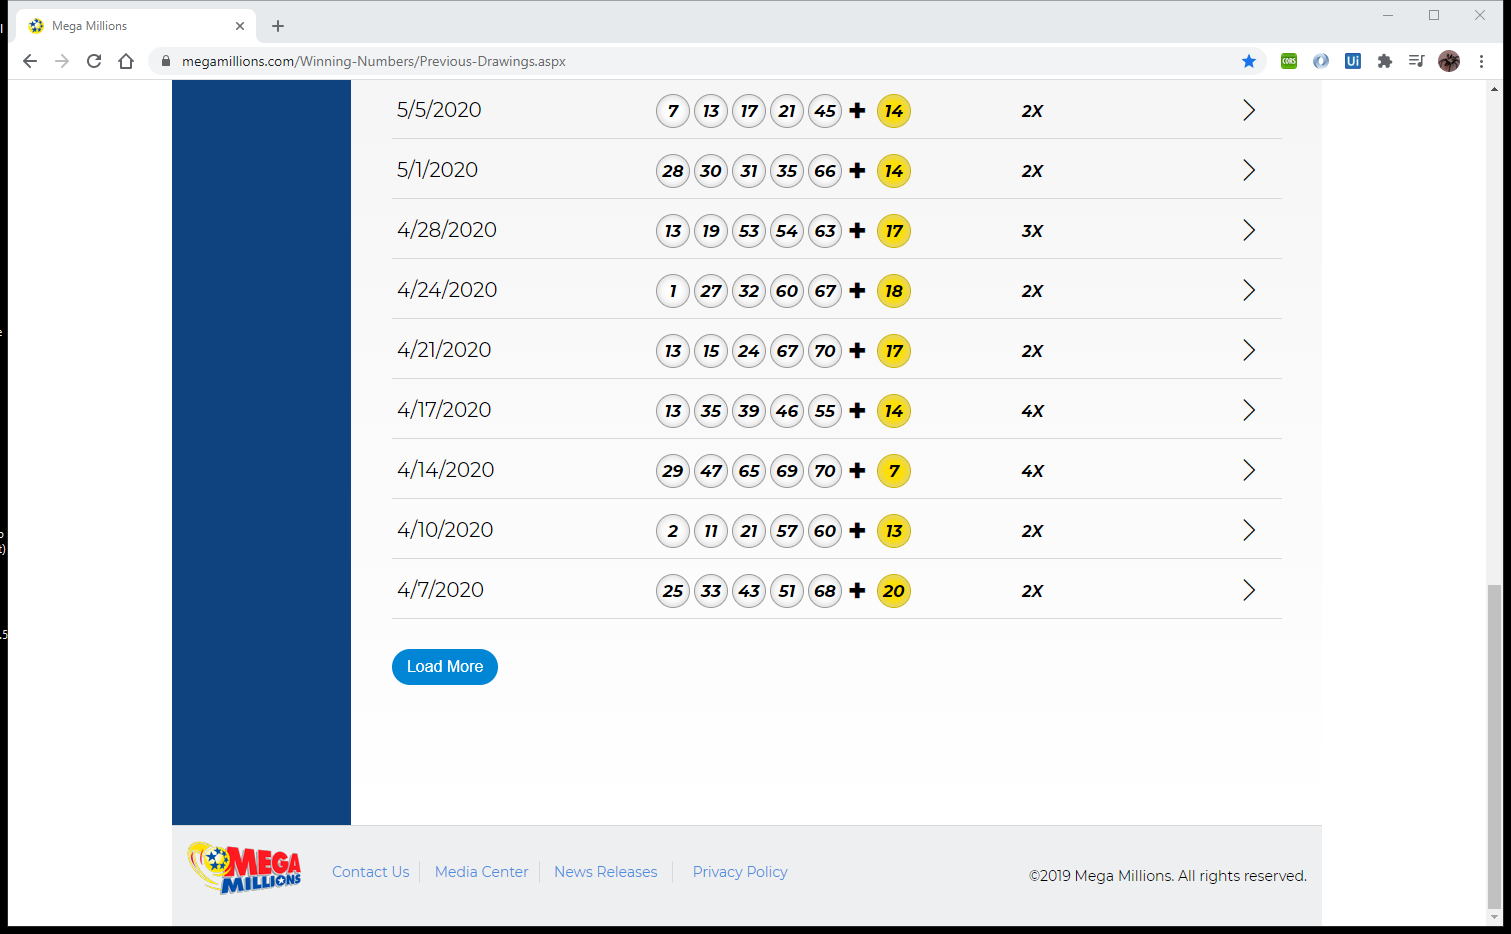 Mega Millions
megamillions.com/Winning-Numbers/Previous-Drawings.aspx
CORS
Ui
5/5/2020 7 13 17 21 45 + 14 2X
5/1/2020 28 30 31 35 66 + 14 2X
4/28/2020 13 19 53 54 63 + 17 3X
4/24/2020 1 27 32 60 67 + 18 2X
4/21/2020 13 15 24 67 70 + 17 2X
4/17/2020 13 35 39 46 55 + 14 4X
4/14/2020 29 47 65 69 70 + 7 4X
4/10/2020 2 11 21 57 60 + 13 2X
4/7/2020 25 33 43 51 68 + 20 2X
Load More
MEGA
MILLIONS
Contact Us Media Center News Releases Privacy Policy
©2019 Mega Millions. All rights reserved.